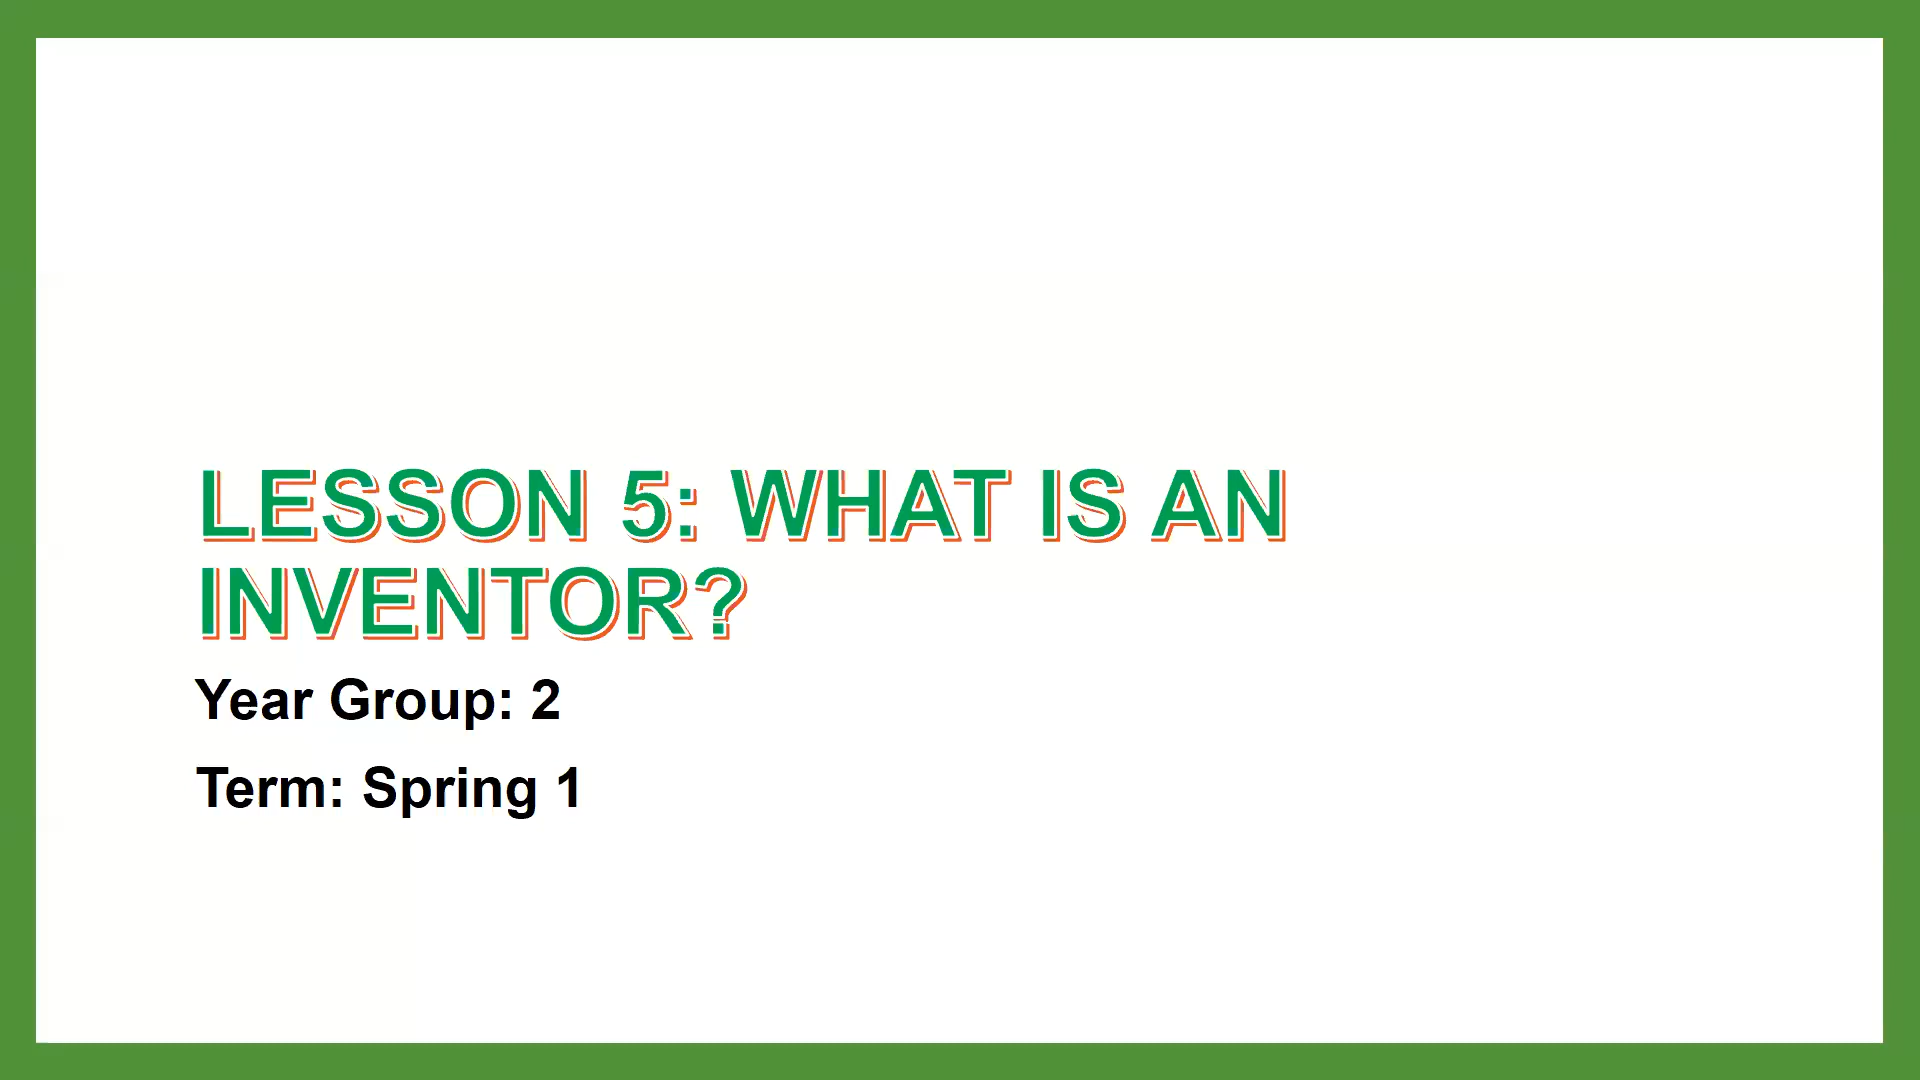 LESSON 5: WHAT IS AN
INVENTOR?
Year Group: 2
Term: Spring 1